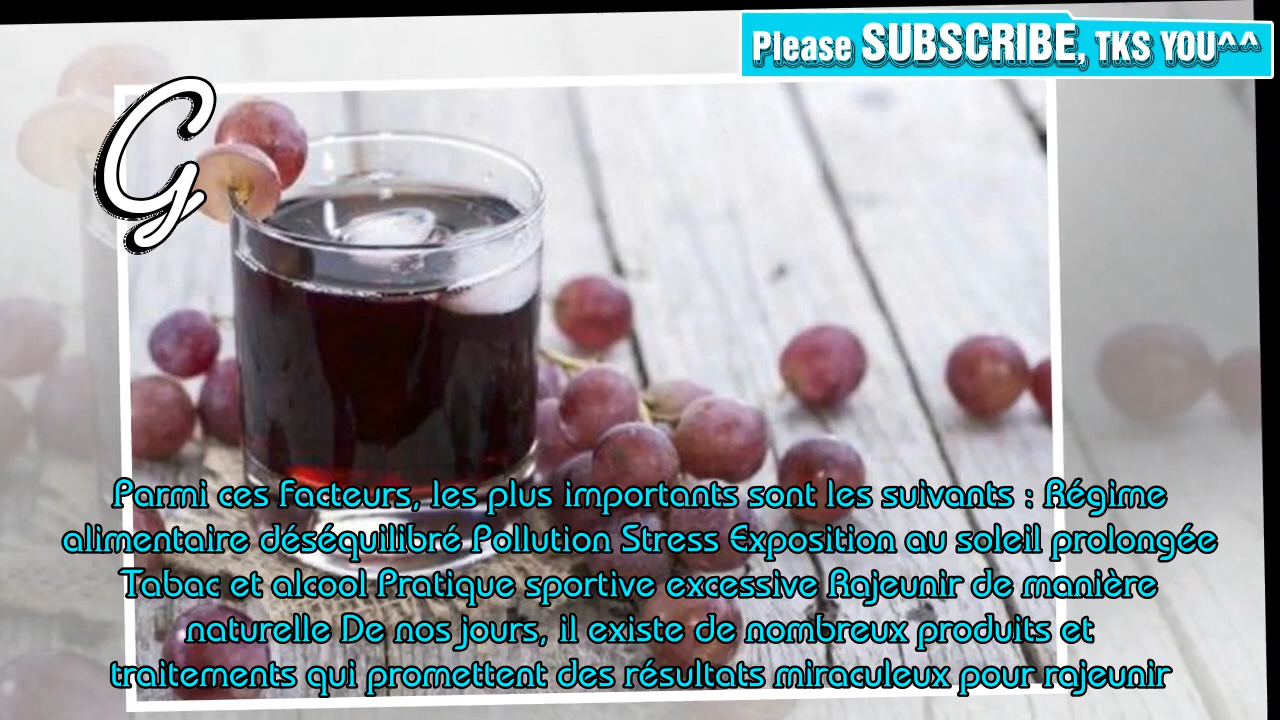 Please SUBSCRIBE, TKS YOU^^
G
Parmi ces facteurs, les plus importants sont les suivants : Régime
alimentaire déséquilibré Pollution Stress Exposition au soleil prolongée
Tabac et alcool Pratique sportive excessive Rajeunir de manière
naturelle De nos jours, il existe de nombreux produits et
traitements qui promettent des résultats miraculeux pour rajeunir